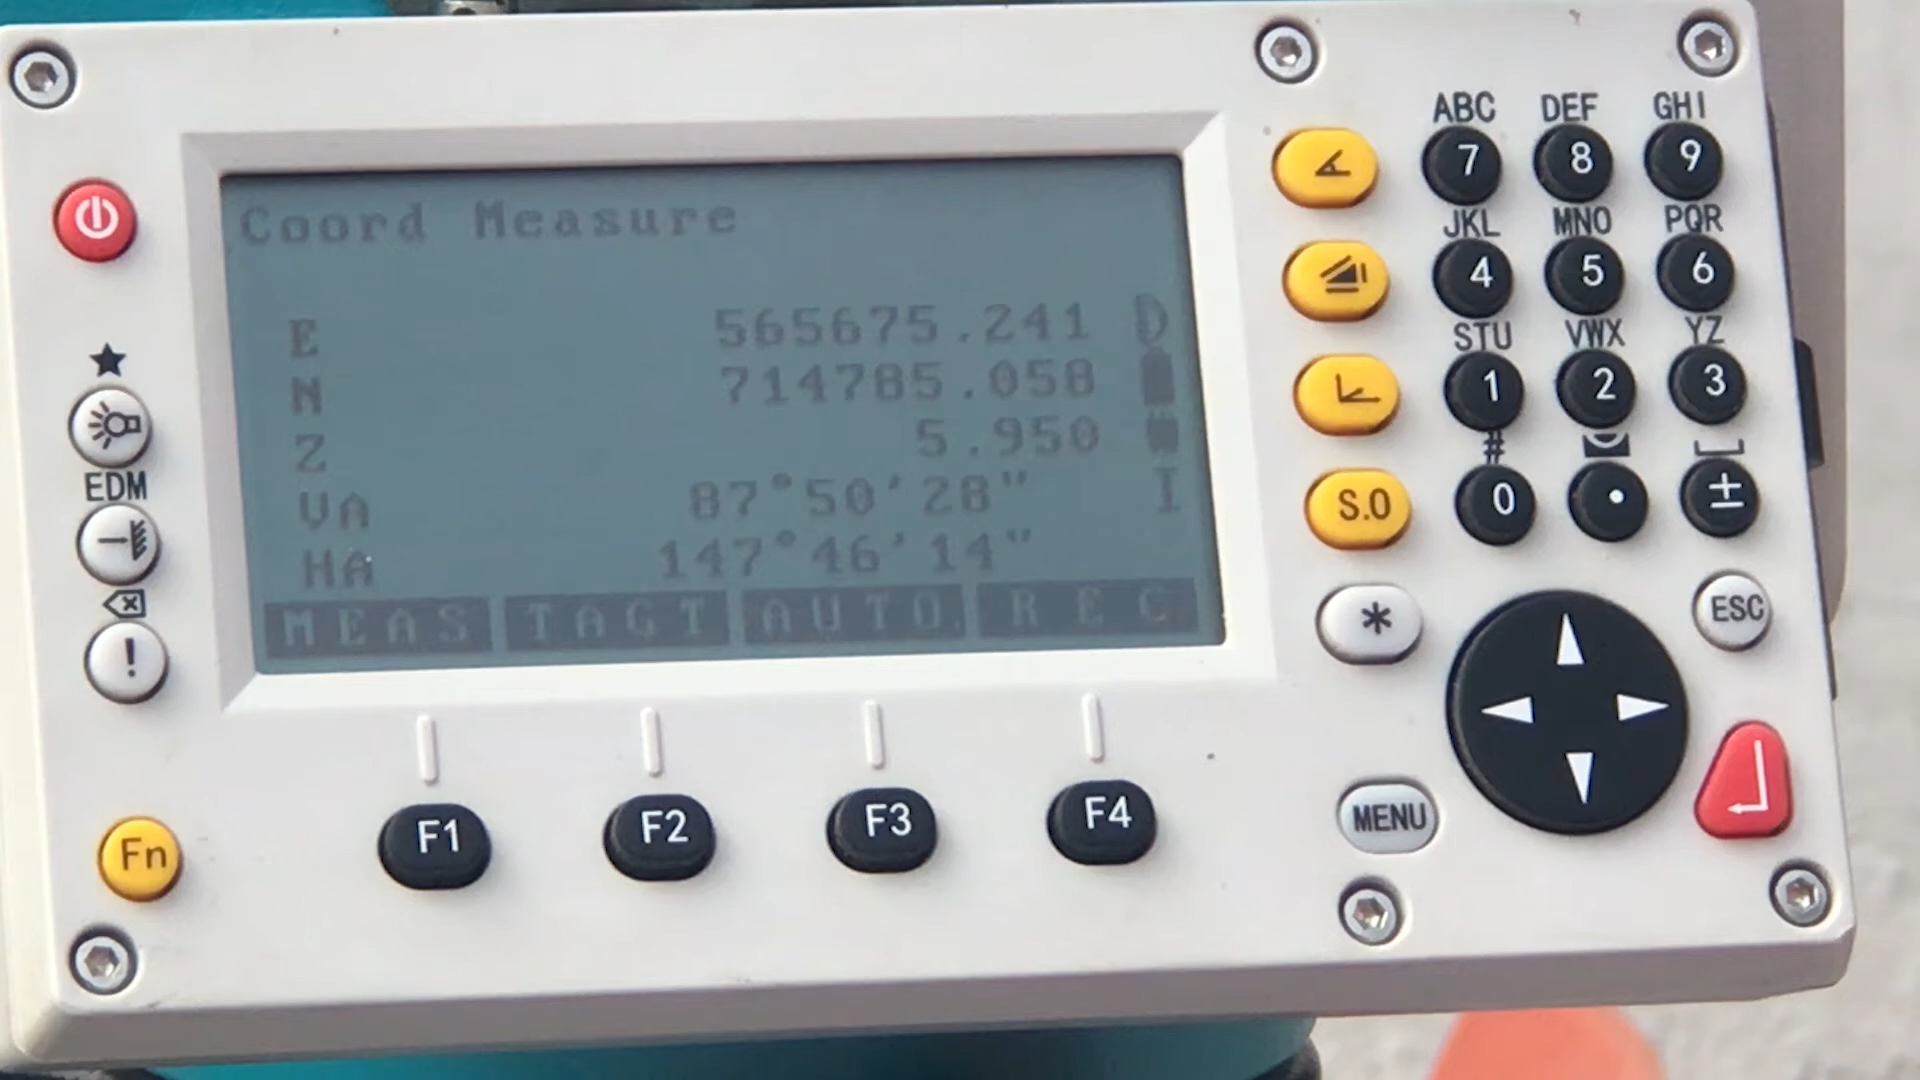 Coord Measure
E 565675.241
N 714785.058
Z 5.950
VA 87°50'28" I
HA 147°46'14"
MEAS TAGT AUTO REC
EDM
Fn
F1 F2 F3 F4
ABC DEF GHI
7 8 9
JKL MNO PQR
4 5 6
STU VWX YZ
1 2 3
#
S.O 0 . ±
* ESC
MENU